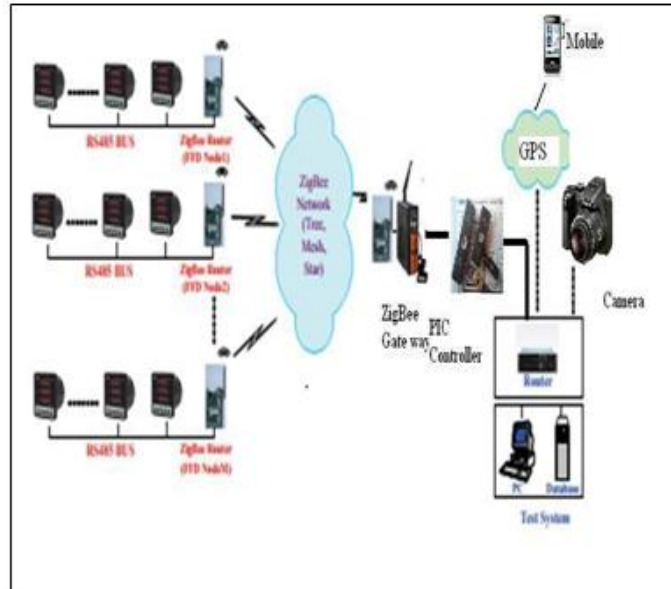 Mobile
GPS
Camera
RS485 BUS
ZigBee Router
(FFD Node1)
ZigBee
Network
(Tree,
Mesh,
Star)
RS485 BUS
ZigBee Router
(FFD Node2)
ZigBee
Gate way
PIC
Controller
Router
RS485 BUS
ZigBee Router
(FFD NodeM)
PC
Database
Test System